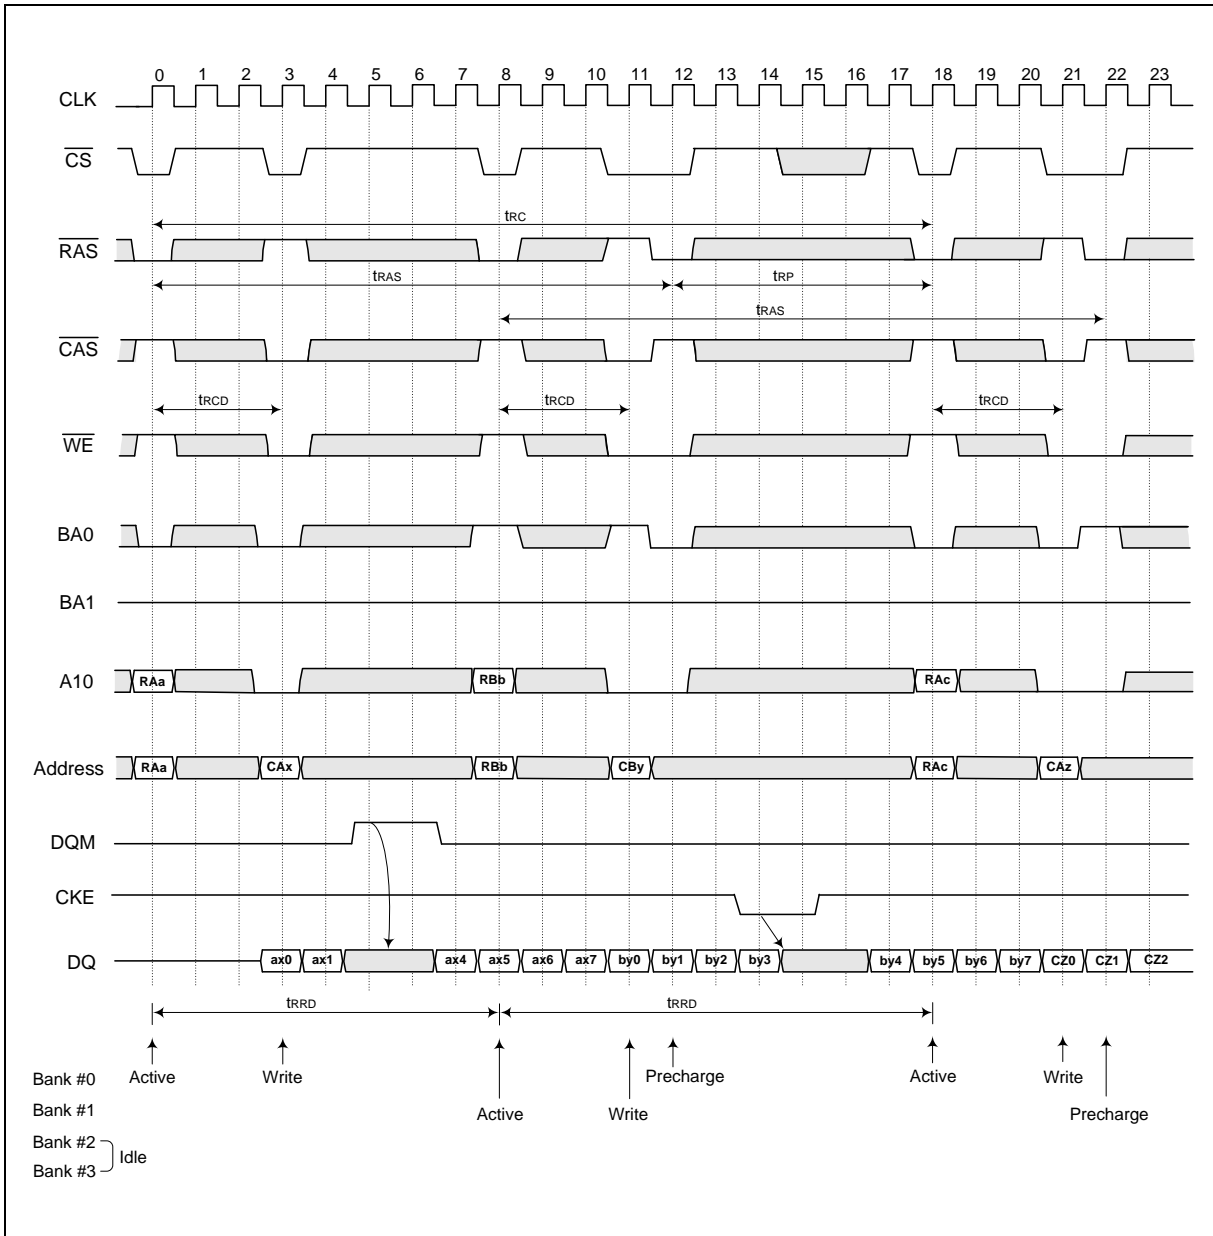 0 1 2 3 4 5 6 7 8 9 10 11 12 13 14 15 16 17 18 19 20 21 22 23
CLK
CS
tRC
RAS
tRAS tRP
tRAS
CAS
tRCD tRCD tRCD
WE
BA0
BA1
A10 RAa RBb RAc
Address RAa CAx RBb CBy RAc CAz
DQM
CKE
DQ ax0 ax1 ax4 ax5 ax6 ax7 by0 by1 by2 by3 by4 by5 by6 by7 CZ0 CZ1 CZ2
tRRD tRRD
Bank #0 Active Write Precharge Active Write
Bank #1 Active Write Precharge
Bank #2
Idle
Bank #3